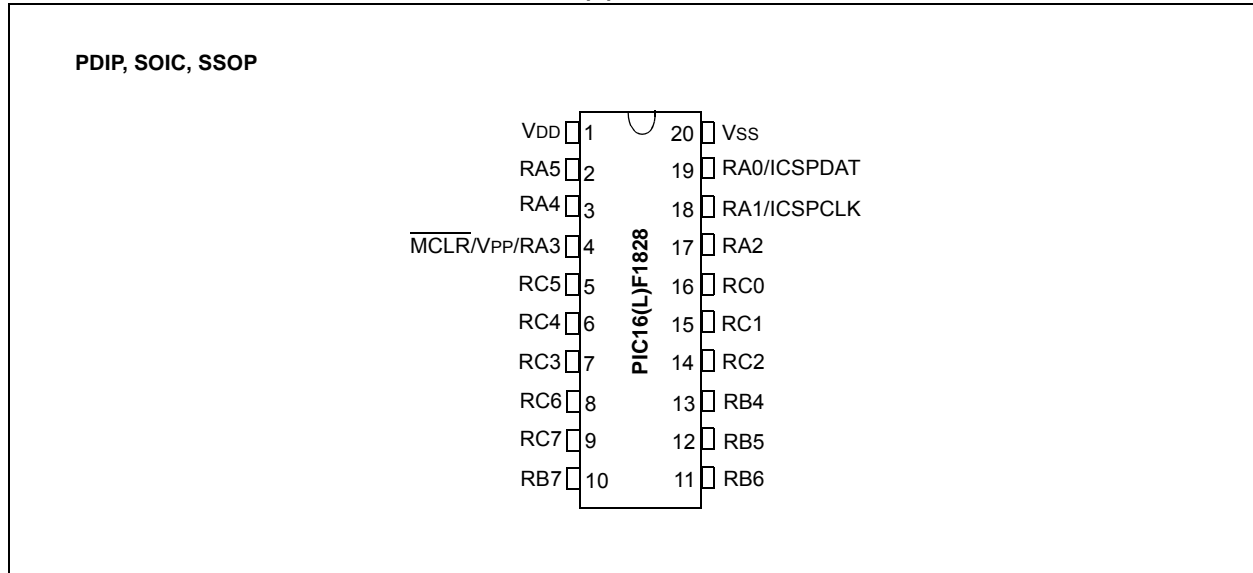 PDIP, SOIC, SSOP
VDD 1 20 VSS
RA5 2 19 RA0/ICSPDAT
RA4 3 18 RA1/ICSPCLK
MCLR/VPP/RA3 4 17 RA2
RC5 5 16 RC0
RC4 6 15 RC1
RC3 7 14 RC2
RC6 8 13 RB4
RC7 9 12 RB5
RB7 10 11 RB6
PIC16(L)F1828